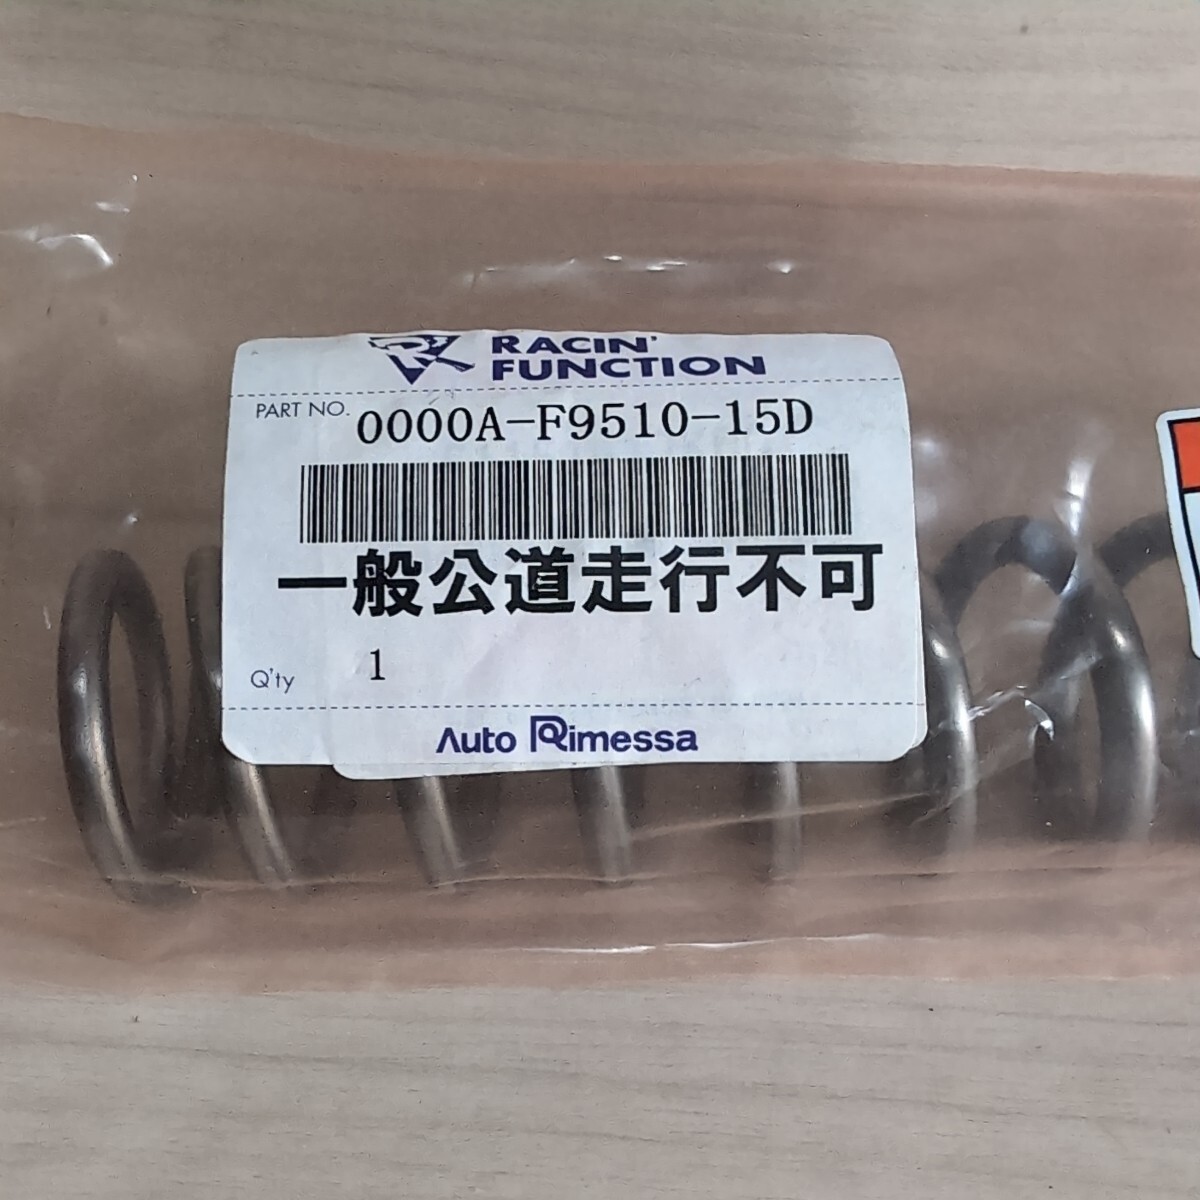 RACIN'
FUNCTION
PART NO. 0000A-F9510-15D
一般公道走行不可
Q'ty 1
Auto Rimessa